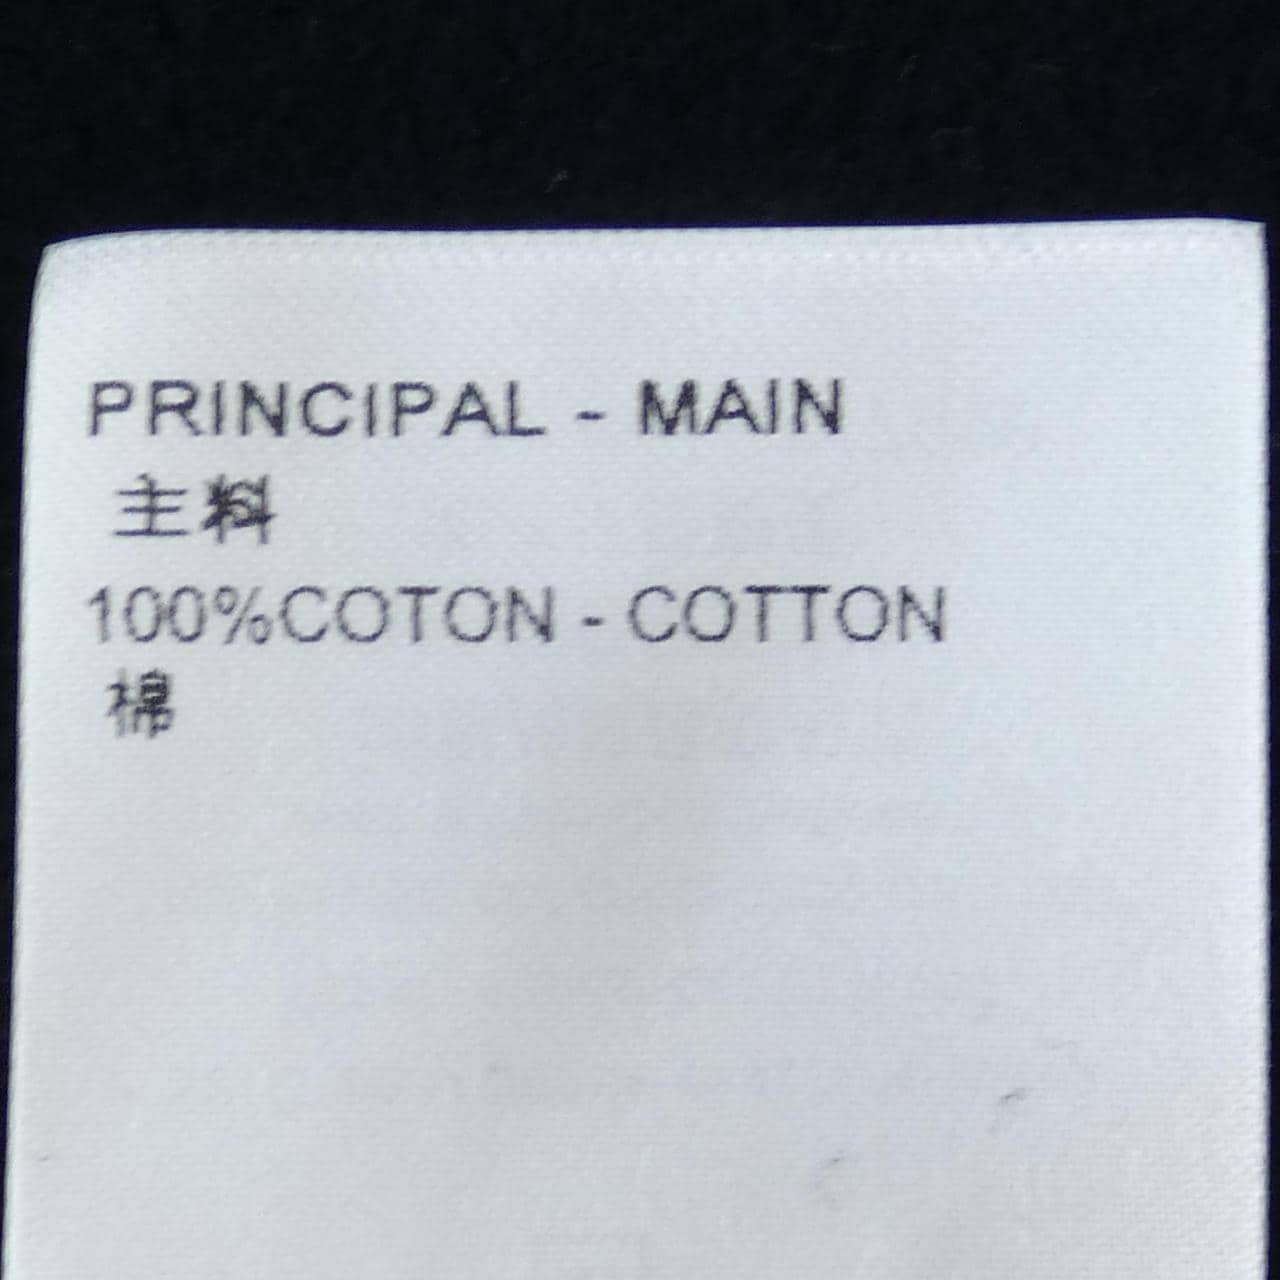 PRINCIPAL - MAIN
主料
100%COTON - COTTON
棉